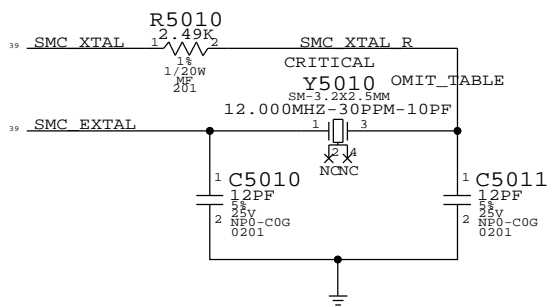 R5010
2.49K
39 SMC_XTAL 1 2 SMC_XTAL_R
1%
1/20W
MF
201
CRITICAL
Y5010 OMIT_TABLE
SM-3.2X2.5MM
12.000MHZ-30PPM-10PF
39 SMC_EXTAL 1 3
2 4
NC NC
1 C5010
12PF
5%
2 25V
NP0-C0G
0201
1 C5011
12PF
5%
2 25V
NP0-C0G
0201